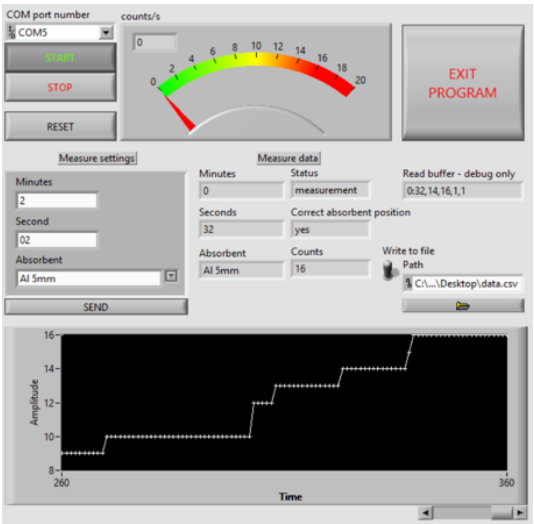 COM port number
counts/s
COM5
0
0 2 4 6 8 10 12 14 16 18 20
START
STOP
RESET
EXIT
PROGRAM
Measure settings
Minutes
2
Second
02
Absorbent
Al 5mm
SEND
Measure data
Minutes
Status
0
measurement
Seconds
Correct absorbent position
32
yes
Absorbent
Counts
Al 5mm
16
Read buffer - debug only
0:32,14,16,1,1
Write to file
Path
C:\...\Desktop\data.csv
Amplitude
16-
14-
12-
10-
8-
260
360
Time